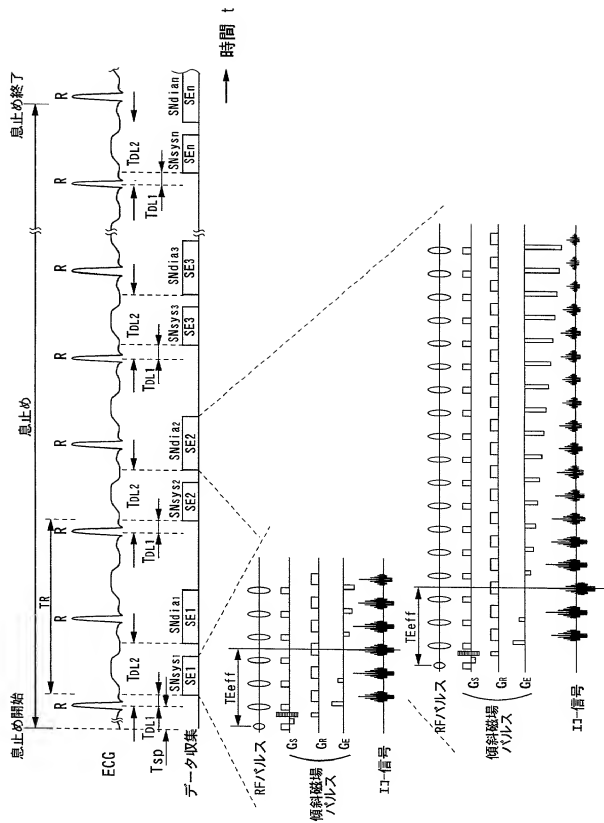 息止め開始
息止め
息止め終了
TR
R R R R R R R R
ECG
TDL1 TDL2 TDL1 TDL2 TDL1 TDL2 TDL1 TDL2
Tsp
時間 t
データ収集
SNsys1 SNdia1 SNsys2 SNdia2 SNsys3 SNdia3 SNsysn SNdian
SE1 SE1 SE2 SE2 SE3 SE3 SEn SEn
TEeff
RFパルス
GS
傾斜磁場
パルス
GR
GE
エコー信号
TEeff
RFパルス
GS
傾斜磁場
パルス
GR
GE
エコー信号